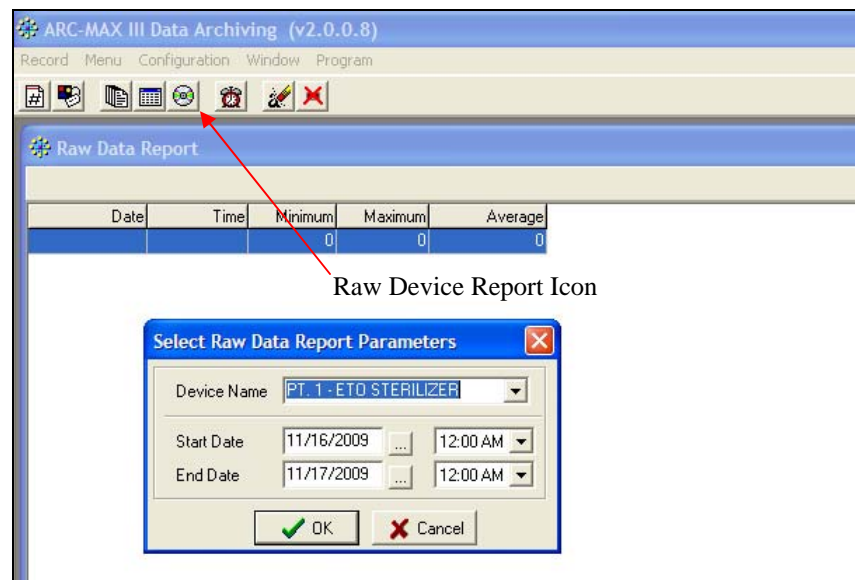 ARC-MAX III Data Archiving (v2.0.0.8)
Record Menu Configuration Window Program
Raw Data Report
Date Time Minimum Maximum Average
0 0 0
Raw Device Report Icon
Select Raw Data Report Parameters
Device Name PT. 1 - ETO STERILIZER
Start Date 11/16/2009 ... 12:00 AM
End Date 11/17/2009 ... 12:00 AM
OK Cancel